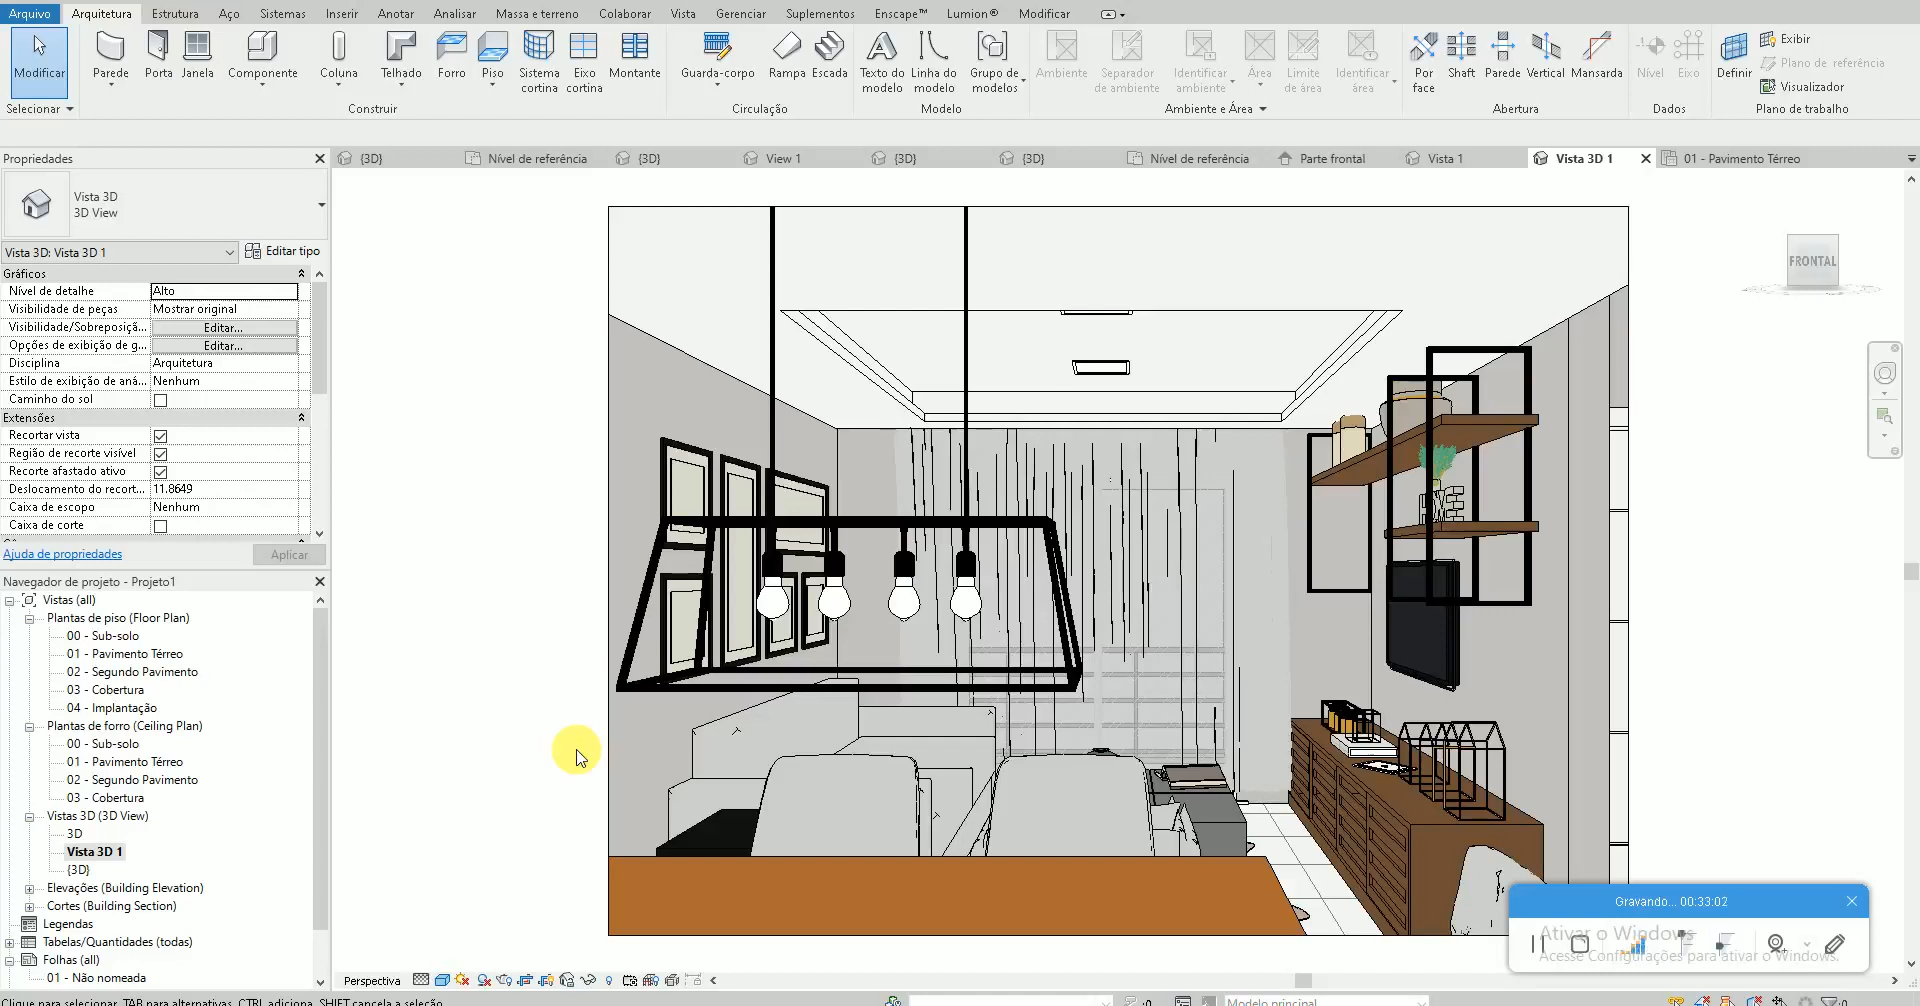 Arquivo Arquitetura Estrutura Aço Sistemas Inserir Anotar Analisar Massa e terreno Colaborar Vista Gerenciar Suplementos Enscape™ Lumion® Modificar
Modificar Parede Porta Janela Componente Coluna Telhado Forro Piso Sistema cortina Eixo cortina Montante Guarda-corpo Rampa Escada Texto do modelo Linha do modelo Grupo de modelos Ambiente Separador de ambiente Identificar ambiente Área Limite de área Identificar área Por face Shaft Parede Vertical Mansarda Nível Eixo Definir
Exibir
Plano de referência
Visualizador
Selecionar Construir Circulação Modelo Ambiente e Área Abertura Dados Plano de trabalho
Propriedades
{3D} Nível de referência {3D} View 1 {3D} {3D} Nível de referência Parte frontal Vista 1 Vista 3D 1 01 - Pavimento Térreo
Vista 3D
3D View
Vista 3D: Vista 3D 1 Editar tipo
Gráficos
Nível de detalhe Alto
Visibilidade de peças Mostrar original
Visibilidade/Sobreposiçã... Editar...
Opções de exibição de g... Editar...
Disciplina Arquitetura
Estilo de exibição de aná... Nenhum
Caminho do sol
Extensões
Recortar vista
Região de recorte visível
Recorte afastado ativo
Deslocamento do recort... 11.8649
Caixa de escopo Nenhum
Caixa de corte
Ajuda de propriedades Aplicar
FRONTAL
Navegador de projeto - Projeto1
Vistas (all)
Plantas de piso (Floor Plan)
00 - Sub-solo
01 - Pavimento Térreo
02 - Segundo Pavimento
03 - Cobertura
04 - Implantação
Plantas de forro (Ceiling Plan)
00 - Sub-solo
01 - Pavimento Térreo
02 - Segundo Pavimento
03 - Cobertura
Vistas 3D (3D View)
3D
Vista 3D 1
{3D}
Elevações (Building Elevation)
Cortes (Building Section)
Legendas
Tabelas/Quantidades (todas)
Folhas (all)
01 - Não nomeada
Gravando... 00:33:02
Ativar o Windows
Acesse Configurações para ativar o Windows.
Perspectiva
Clique para selecionar, TAB para alternativas, CTRL adiciona, SHIFT cancela a seleção.
:0
Modelo principal
:0